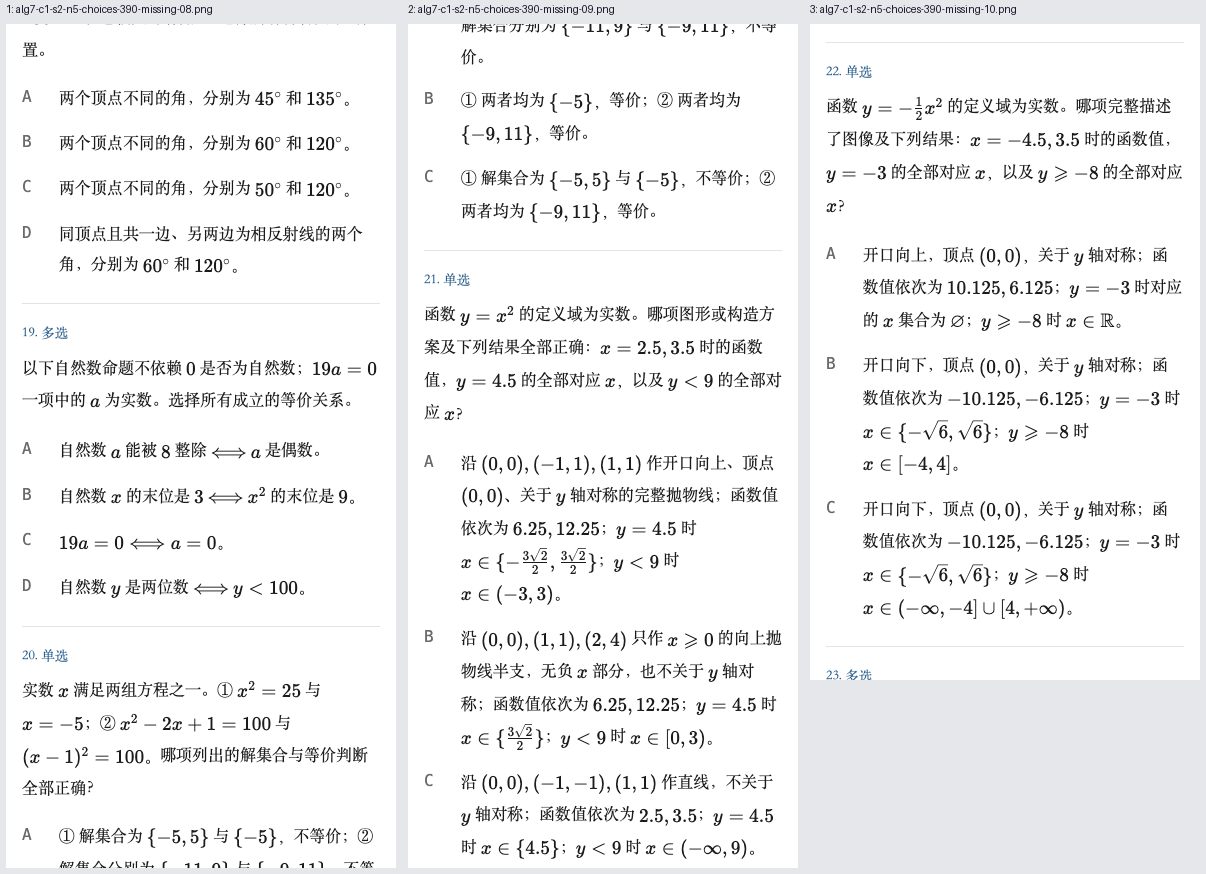 1: alg7-c1-s2-n5-choices-390-missing-08.png
置。
A 两个顶点不同的角，分别为 45° 和 135°。
B 两个顶点不同的角，分别为 60° 和 120°。
C 两个顶点不同的角，分别为 50° 和 120°。
D 同顶点且共一边、另两边为相反射线的两个
角，分别为 60° 和 120°。
19. 多选
以下自然数命题不依赖 0 是否为自然数；19a = 0
一项中的 a 为实数。选择所有成立的等价关系。
A 自然数 a 能被 8 整除 ⟺ a 是偶数。
B 自然数 x 的末位是 3 ⟺ x² 的末位是 9。
C 19a = 0 ⟺ a = 0。
D 自然数 y 是两位数 ⟺ y < 100。
20. 单选
实数 x 满足两组方程之一。① x² = 25 与
x = −5；② x² − 2x + 1 = 100 与
(x − 1)² = 100。哪项列出的解集合与等价判断
全部正确？
A ① 解集合为 {−5, 5} 与 {−5}，不等价；②
解集合分别为 {−11, 9} 与 {−9, 11}，不等
2: alg7-c1-s2-n5-choices-390-missing-09.png
解集合分别为 {−11, 9} 与 {−9, 11}，不等
价。
B ① 两者均为 {−5}，等价；② 两者均为
{−9, 11}，等价。
C ① 解集合为 {−5, 5} 与 {−5}，不等价；②
两者均为 {−9, 11}，等价。
21. 单选
函数 y = x² 的定义域为实数。哪项图形或构造方
案及下列结果全部正确：x = 2.5, 3.5 时的函数
值，y = 4.5 的全部对应 x，以及 y < 9 的全部对
应 x？
A 沿 (0, 0), (−1, 1), (1, 1) 作开口向上、顶点
(0, 0)、关于 y 轴对称的完整抛物线；函数值
依次为 6.25, 12.25；y = 4.5 时
x ∈ {−3√2/2, 3√2/2}；y < 9 时
x ∈ (−3, 3)。
B 沿 (0, 0), (1, 1), (2, 4) 只作 x ⩾ 0 的向上抛
物线半支，无负 x 部分，也不关于 y 轴对
称；函数值依次为 6.25, 12.25；y = 4.5 时
x ∈ {3√2/2}；y < 9 时 x ∈ [0, 3)。
C 沿 (0, 0), (−1, −1), (1, 1) 作直线，不关于
y 轴对称；函数值依次为 2.5, 3.5；y = 4.5
时 x ∈ {4.5}；y < 9 时 x ∈ (−∞, 9)。
3: alg7-c1-s2-n5-choices-390-missing-10.png
22. 单选
函数 y = −1/2x² 的定义域为实数。哪项完整描述
了图像及下列结果：x = −4.5, 3.5 时的函数值，
y = −3 的全部对应 x，以及 y ⩾ −8 的全部对应
x？
A 开口向上，顶点 (0, 0)，关于 y 轴对称；函
数值依次为 10.125, 6.125；y = −3 时对应
的 x 集合为 ∅；y ⩾ −8 时 x ∈ ℝ。
B 开口向下，顶点 (0, 0)，关于 y 轴对称；函
数值依次为 −10.125, −6.125；y = −3 时
x ∈ {−√6, √6}；y ⩾ −8 时
x ∈ [−4, 4]。
C 开口向下，顶点 (0, 0)，关于 y 轴对称；函
数值依次为 −10.125, −6.125；y = −3 时
x ∈ {−√6, √6}；y ⩾ −8 时
x ∈ (−∞, −4] ∪ [4, +∞)。
23. 多选